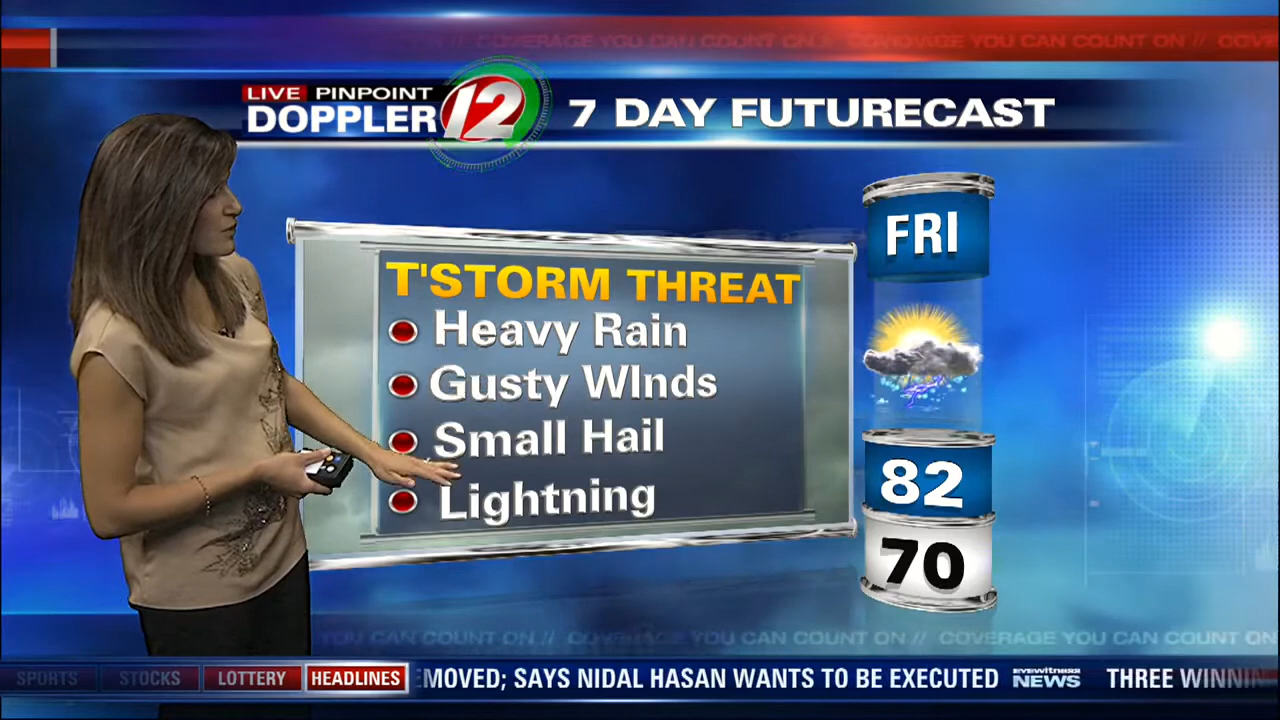 COVERAGE YOU CAN COUNT ON // COVERAGE YOU CAN COUNT ON //
LIVE PINPOINT
DOPPLER 12
7 DAY FUTURECAST
FRI
T'STORM THREAT
Heavy Rain
Gusty WInds
Small Hail
Lightning
82
70
YOU CAN COUNT ON // COVERAGE YOU CAN COUNT ON // COVERAGE YOU CAN COUNT ON
SPORTS STOCKS LOTTERY HEADLINES EMOVED; SAYS NIDAL HASAN WANTS TO BE EXECUTED EYEWITNESS NEWS THREE WINNIN